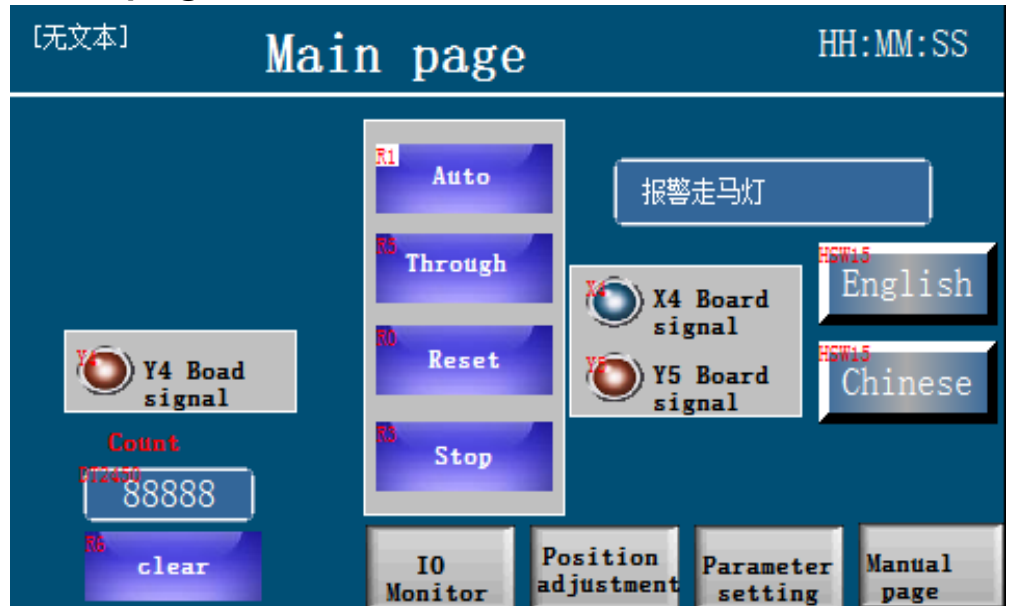 [无文本]
Main page
HH:MM:SS
R1
Auto
报警走马灯
R5
Through
HSW15
English
X4
X4 Board
signal
R0
Reset
HSW15
Chinese
Y4
Y4 Boad
signal
Y5
Y5 Board
signal
Count
R3
Stop
DT2450
88888
R6
clear
IO
Monitor
Position
adjustment
Parameter
setting
Manual
page